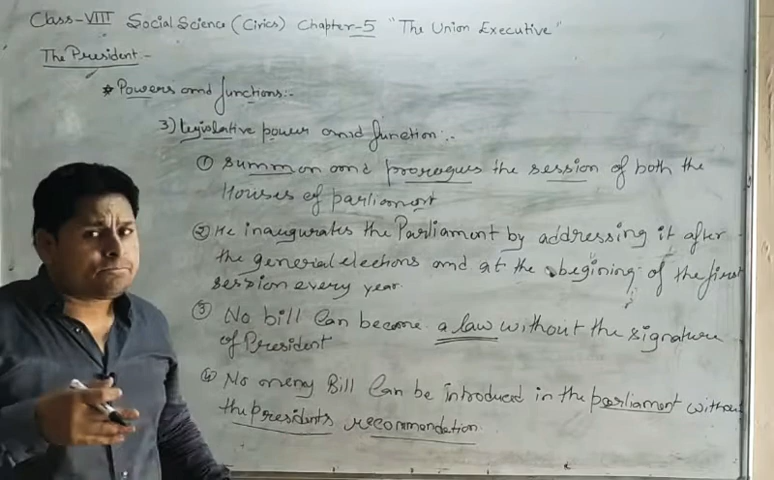 Class-VIII Social Science (Civics) Chapter-5 "The Union Executive"
The President:-
* Powers and functions:-
3) legislative power and function:-
① Summon and prorogues the session of both the
Houses of parliament
② He inaugurates the Parliament by addressing it after
the general elections and at the begining of the first
session every year.
③ No bill Can become a law without the signature
of President
④ No money Bill Can be introduced in the parliament without
the presidents recommendation.